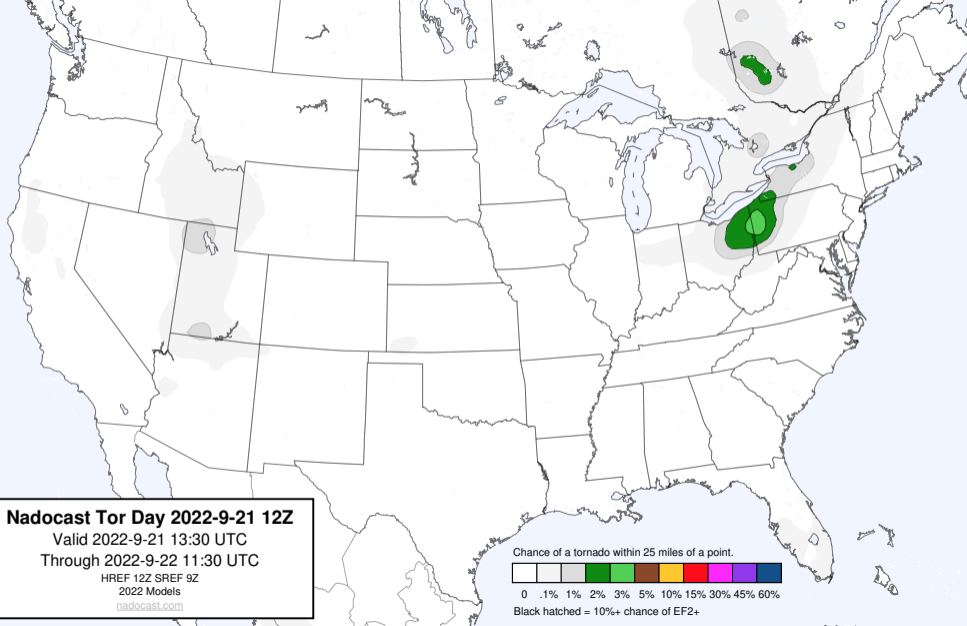 Nadocast Tor Day 2022-9-21 12Z
Valid 2022-9-21 13:30 UTC
Through 2022-9-22 11:30 UTC
HREF 12Z SREF 9Z
2022 Models
nadocast.com
Chance of a tornado within 25 miles of a point.
0 .1% 1% 2% 3% 5% 10% 15% 30% 45% 60%
Black hatched = 10%+ chance of EF2+